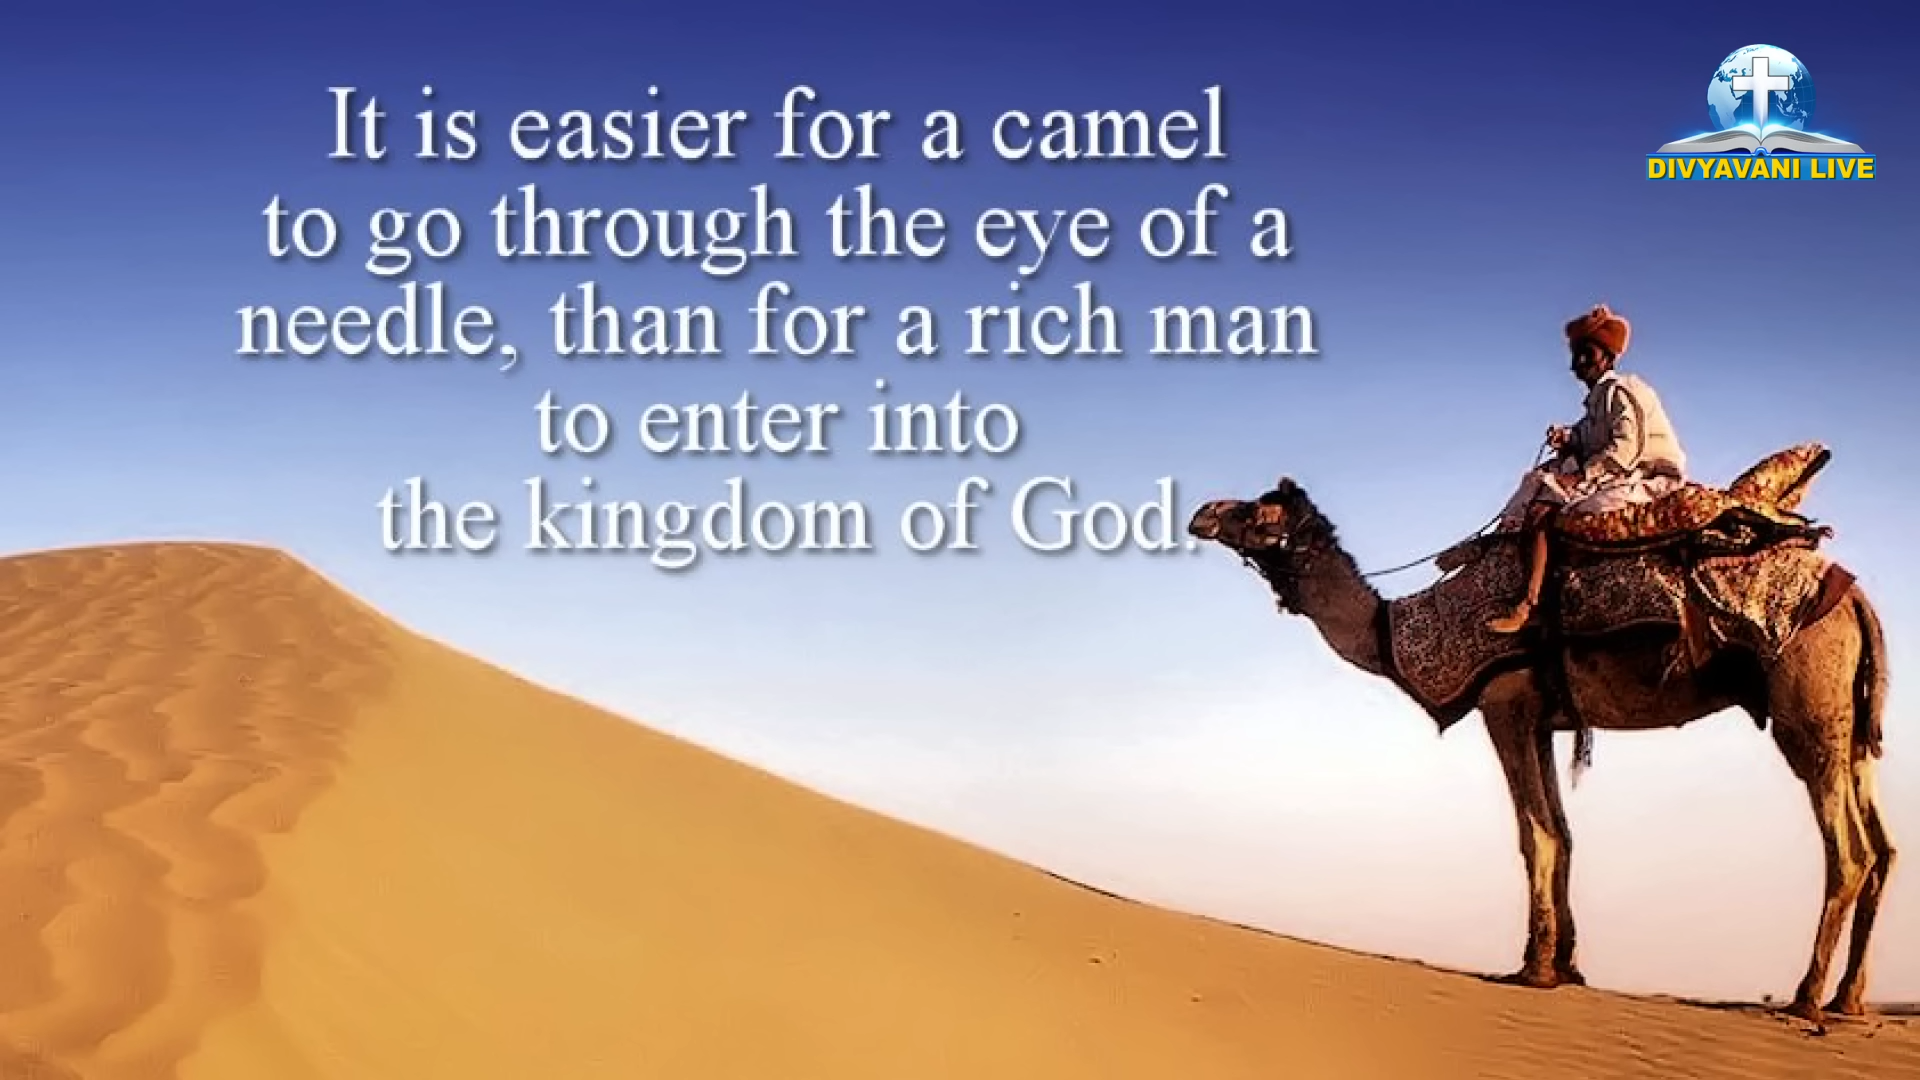 It is easier for a camel
to go through the eye of a
needle, than for a rich man
to enter into
the kingdom of God.
DIVYAVANI LIVE